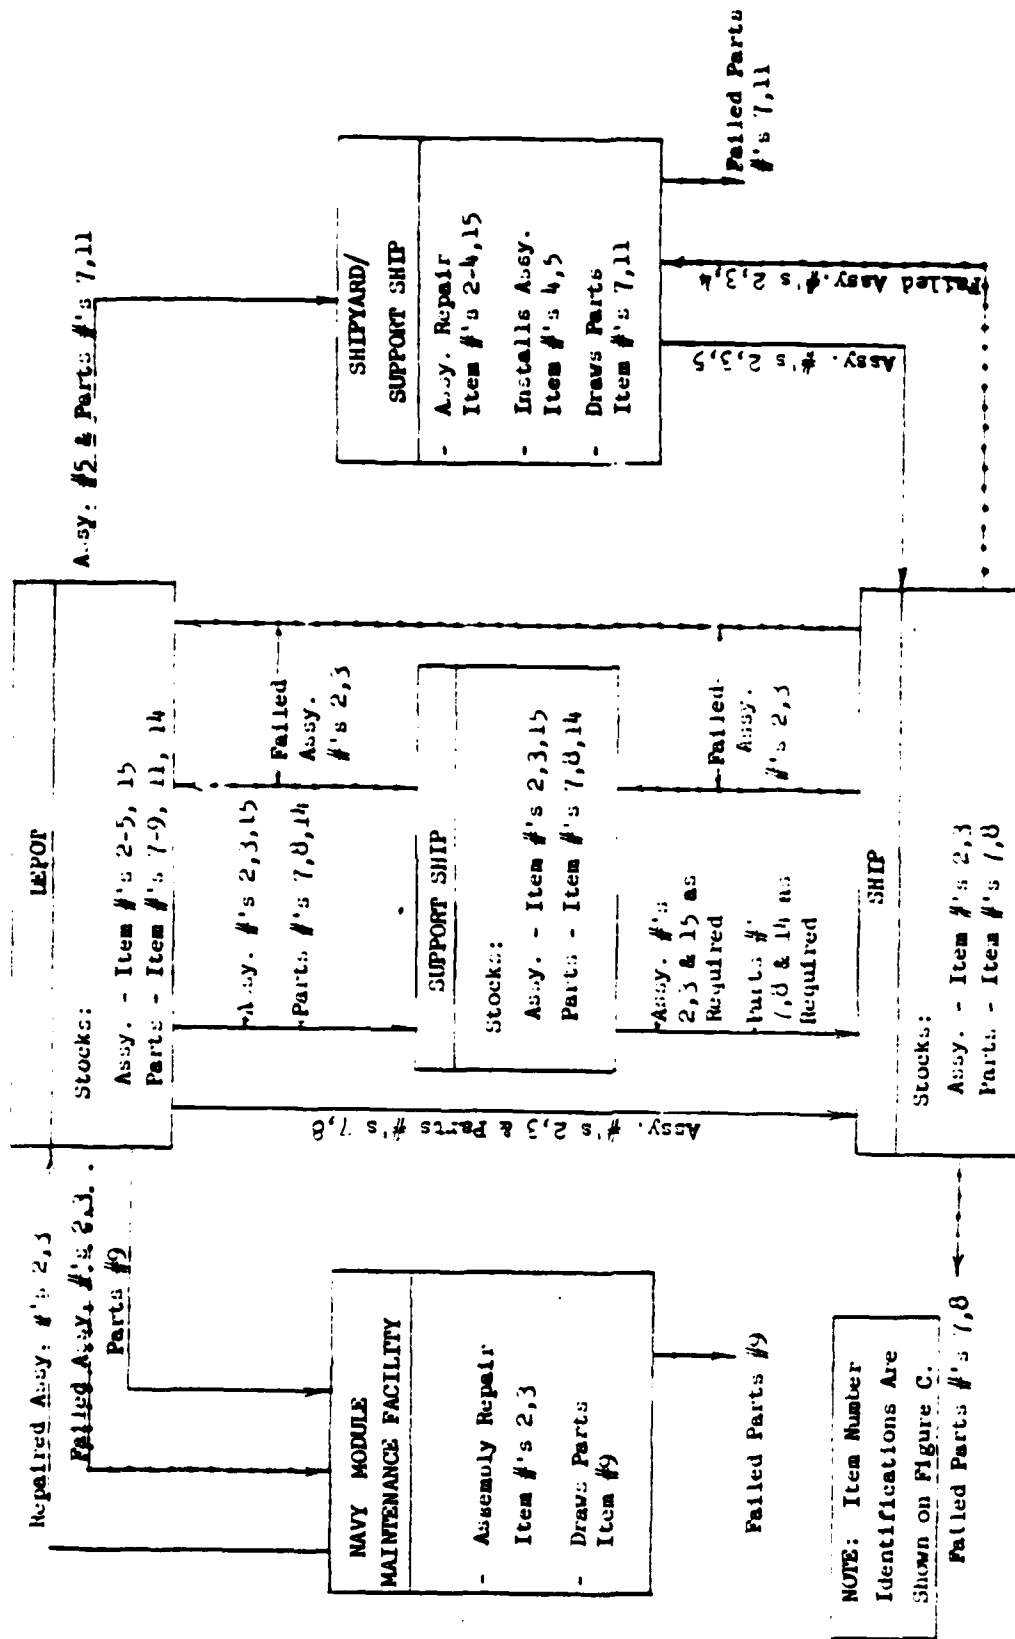 Repaired Assy. #'s 2,3
Failed Assy. #'s 2,3.
Parts #9
NAVY MODULE
MAINTENANCE FACILITY
- Assembly Repair
Item #'s 2,3
- Draws Parts
Item #9
Failed Parts #9
NOTE: Item Number
Identifications Are
Shown on Figure C.
DEPOT
Stocks:
Assy. - Item #'s 2-5, 15
Parts - Item #'s 7-9, 11, 14
Assy. #'s 2,3,15
Parts #'s 7,8,14
Failed
Assy.
#'s 2,3
Assy. #'s 2,3 & Parts #'s 7,8
SUPPORT SHIP
Stocks:
Assy. - Item #'s 2,3,15
Parts - Item #'s 7,8,14
Assy. #'s
2,3 & 15 as
Required
Parts #'
7,8 & 14 as
Required
Failed
Assy.
#'s 2,3
SHIP
Stocks:
Assy. - Item #'s 2,3
Parts - Item #'s 7,8
Failed Parts #'s 7,8
Assy. #5 & Parts #'s 7,11
SHIPYARD/
SUPPORT SHIP
- Assy. Repair
Item #'s 2-4,15
- Installs Assy.
Item #'s 4,5
- Draws Parts
Item #'s 7,11
Failed Parts
#'s 7,11
Assy. #'s 2,3,5
Failed Assy.#'s 2,3,4